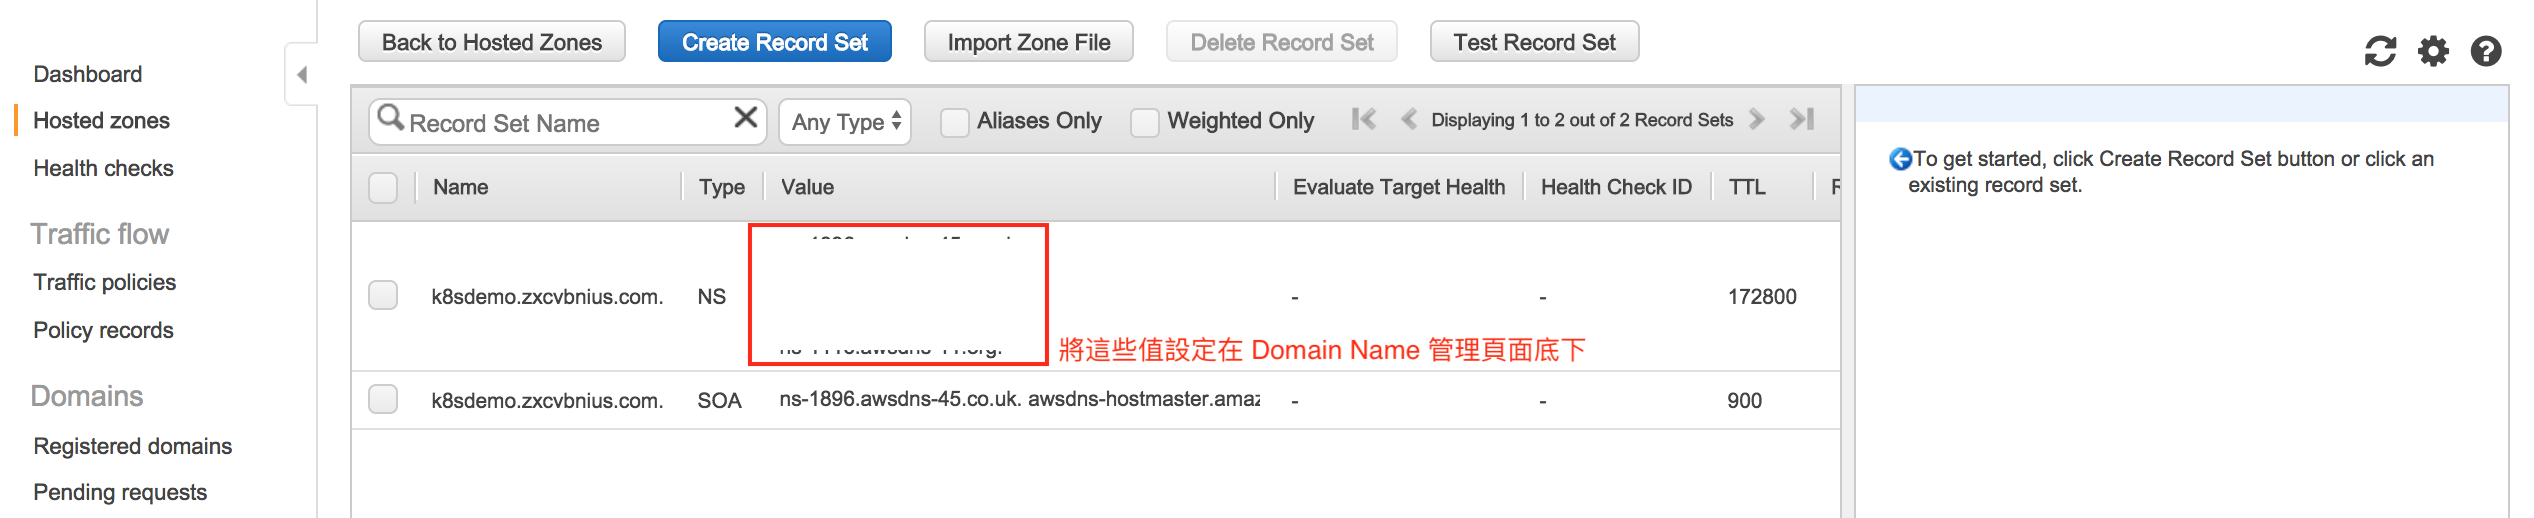 Back to Hosted Zones
Create Record Set
Import Zone File
Delete Record Set
Test Record Set
Dashboard
Hosted zones
Health checks
Traffic flow
Traffic policies
Policy records
Domains
Registered domains
Pending requests
Record Set Name
Any Type
Aliases Only
Weighted Only
Displaying 1 to 2 out of 2 Record Sets
Name Type Value Evaluate Target Health Health Check ID TTL
k8sdemo.zxcvbnius.com. NS - - 172800
將這些值設定在 Domain Name 管理頁面底下
k8sdemo.zxcvbnius.com. SOA ns-1896.awsdns-45.co.uk. awsdns-hostmaster.amaz - - 900
To get started, click Create Record Set button or click an
existing record set.